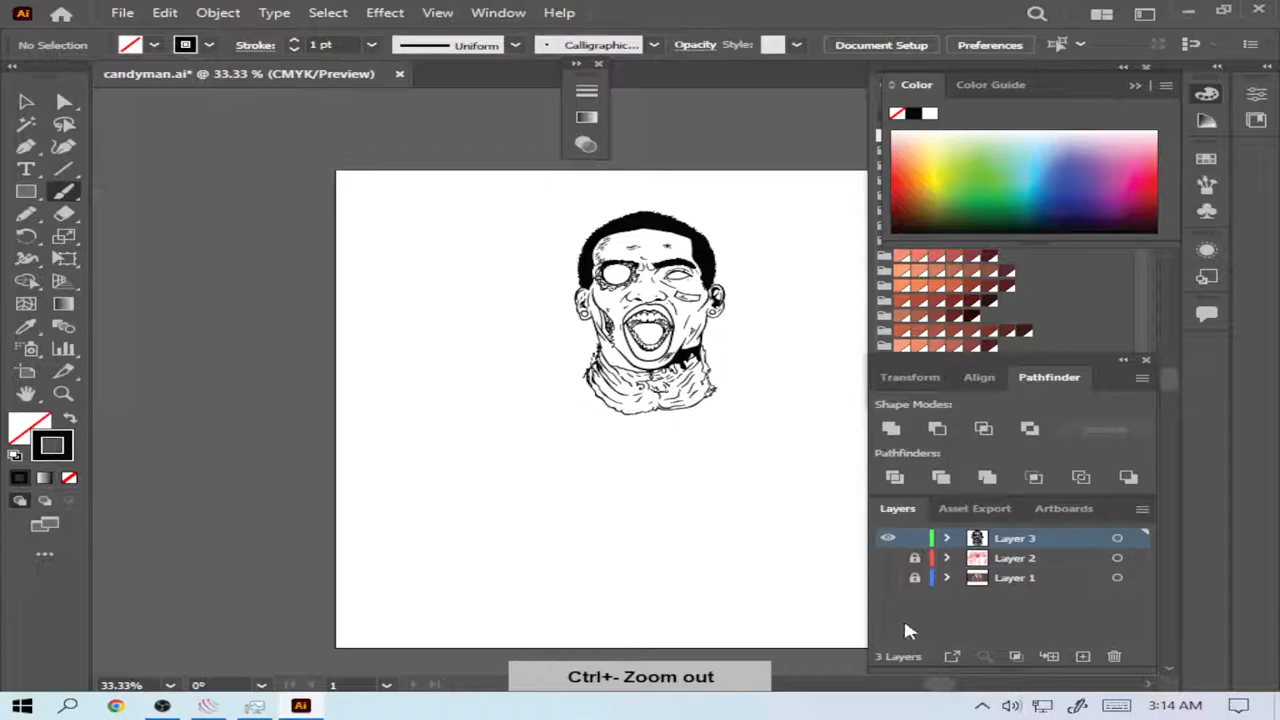 Ai File Edit Object Type Select Effect View Window Help
No Selection Stroke: 1 pt Uniform Calligraphic... Opacity Style: Document Setup Preferences
candyman.ai* @ 33.33 % (CMYK/Preview)
Color Color Guide
Transform Align Pathfinder
Shape Modes:
Pathfinders:
Layers Asset Export Artboards
Layer 3
Layer 2
Layer 1
3 Layers
Ctrl+- Zoom out
33.33% 0° 1
Ai 3:14 AM